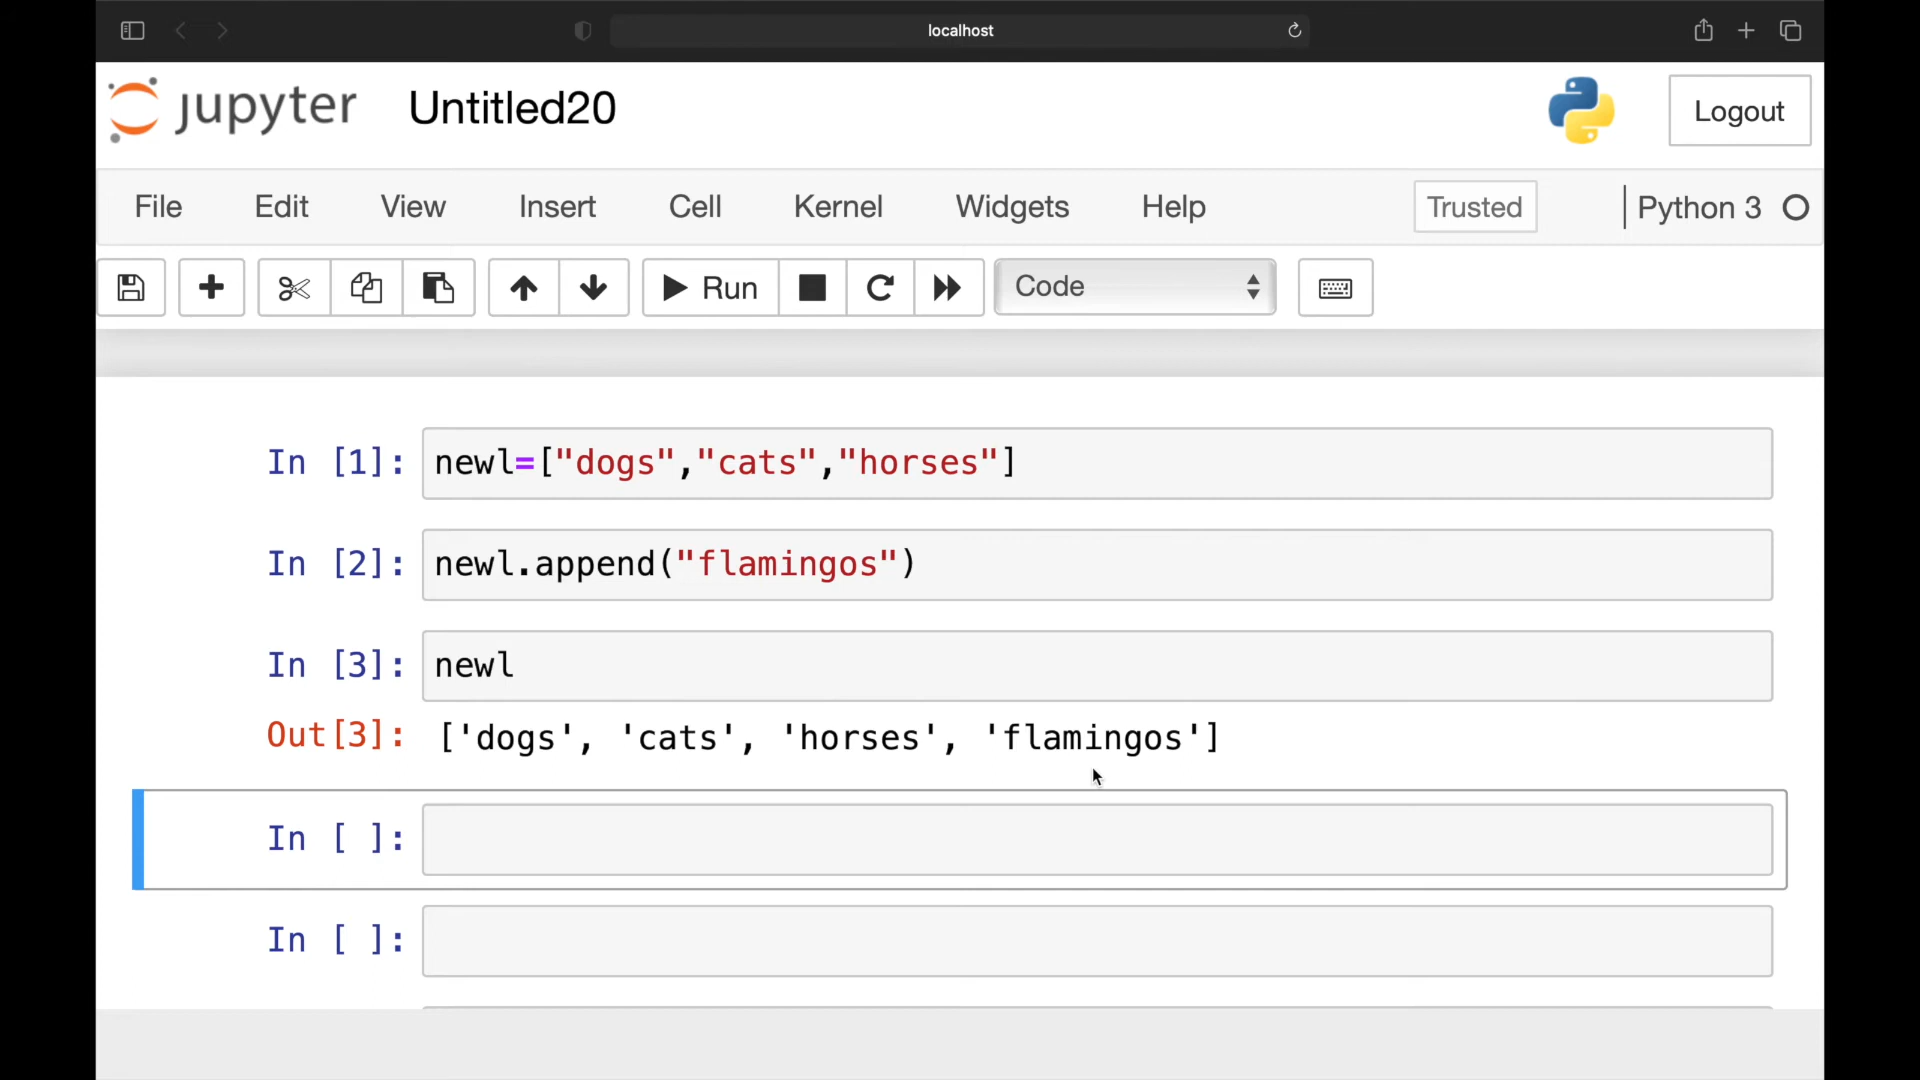 localhost
jupyter Untitled20 Logout
File Edit View Insert Cell Kernel Widgets Help Trusted Python 3
Run Code
In [1]: newl=["dogs","cats","horses"]
In [2]: newl.append("flamingos")
In [3]: newl
Out[3]: ['dogs', 'cats', 'horses', 'flamingos']
In [ ]:
In [ ]: